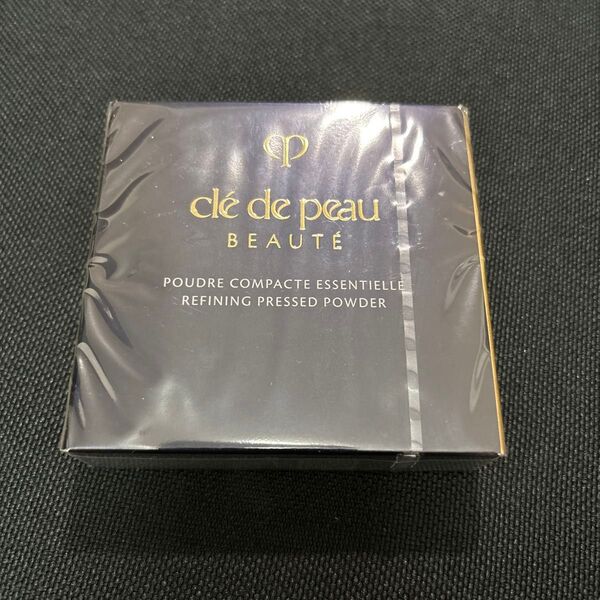 clé de peau
BEAUTÉ
POUDRE COMPACTE ESSENTIELLE
REFINING PRESSED POWDER